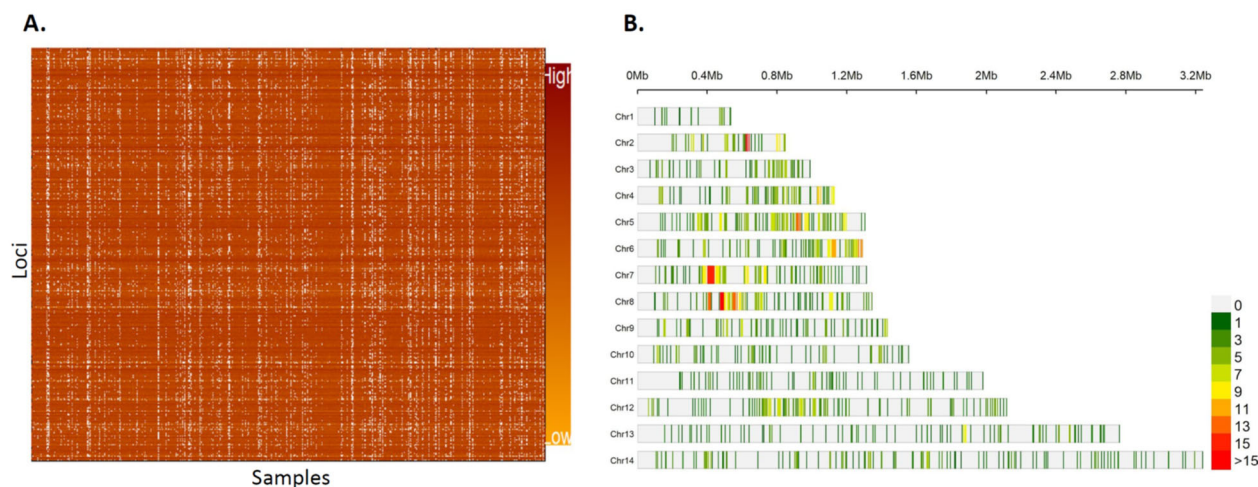 A.
High
Low
Loci
Samples
B.
0Mb 0.4Mb 0.8Mb 1.2Mb 1.6Mb 2Mb 2.4Mb 2.8Mb 3.2Mb
Chr1
Chr2
Chr3
Chr4
Chr5
Chr6
Chr7
Chr8
Chr9
Chr10
Chr11
Chr12
Chr13
Chr14
0
1
3
5
7
9
11
13
15
>15